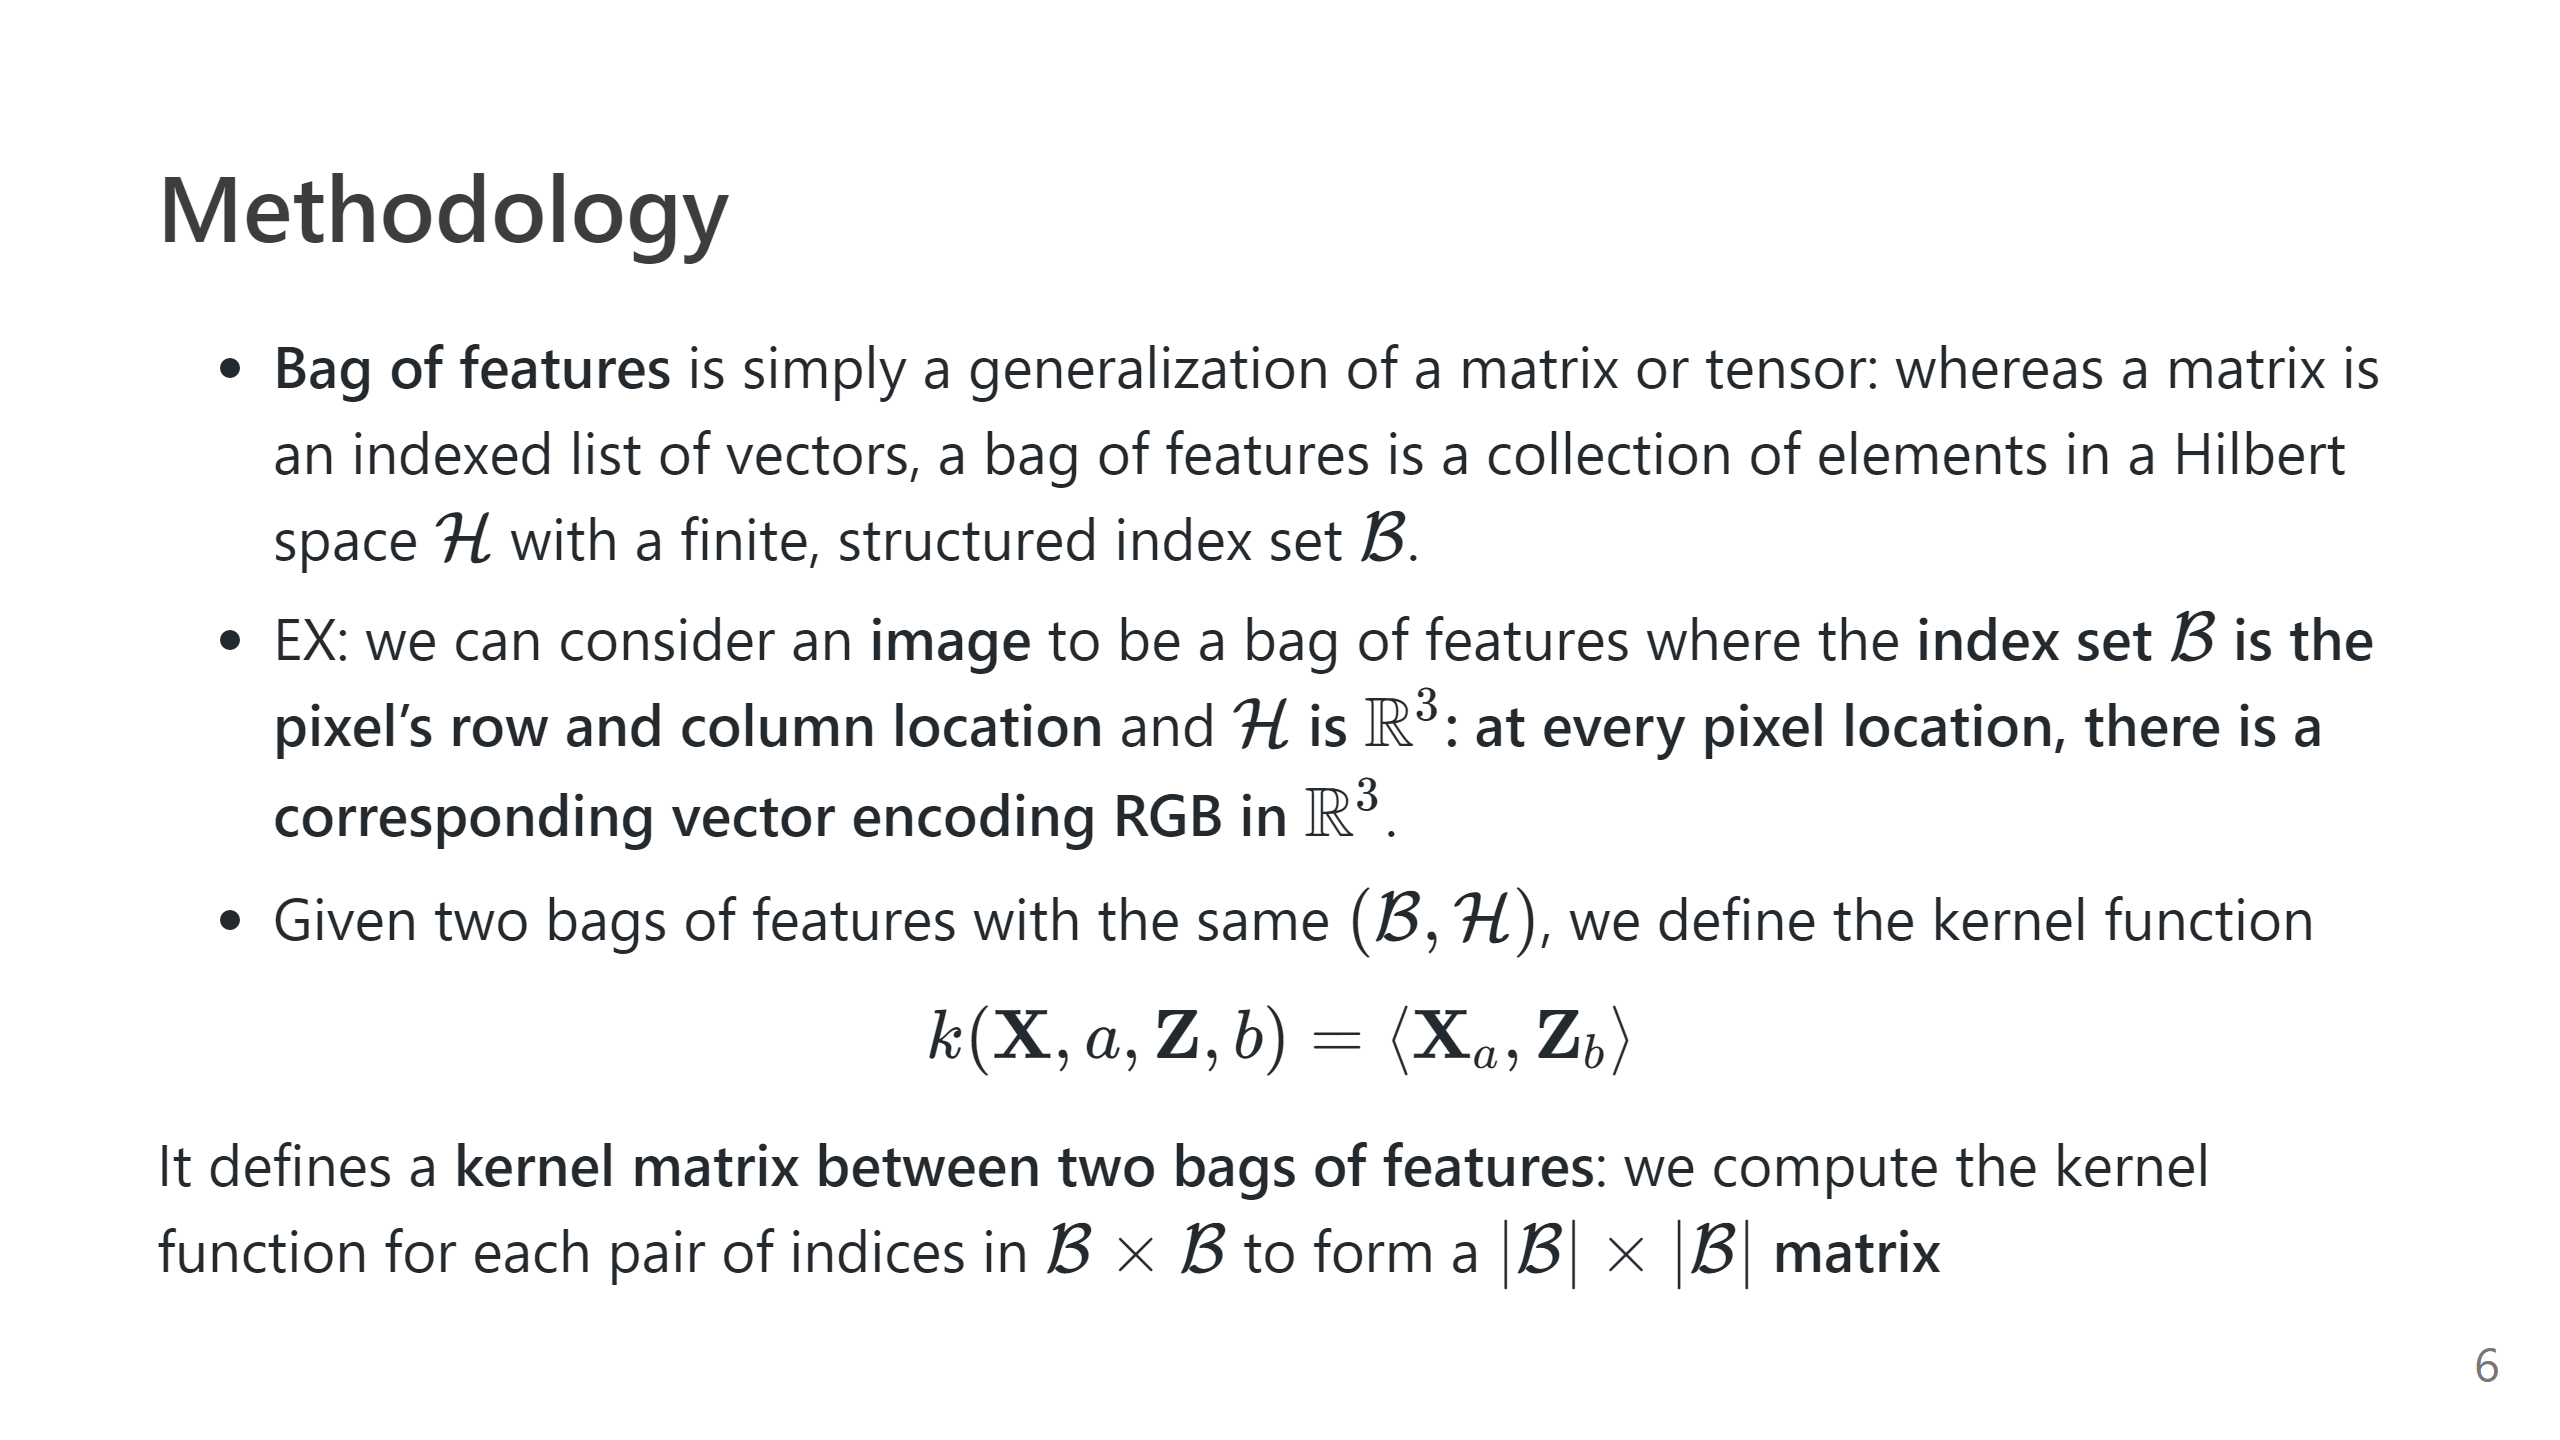 Methodology
• Bag of features is simply a generalization of a matrix or tensor: whereas a matrix is
an indexed list of vectors, a bag of features is a collection of elements in a Hilbert
space ℋ with a finite, structured index set ℬ.
• EX: we can consider an image to be a bag of features where the index set ℬ is the
pixel’s row and column location and ℋ is ℝ³: at every pixel location, there is a
corresponding vector encoding RGB in ℝ³.
• Given two bags of features with the same (ℬ, ℋ), we define the kernel function
k(𝐗, a, 𝐙, b) = ⟨𝐗ₐ, 𝐙_b⟩
It defines a kernel matrix between two bags of features: we compute the kernel
function for each pair of indices in ℬ × ℬ to form a |ℬ| × |ℬ| matrix
6